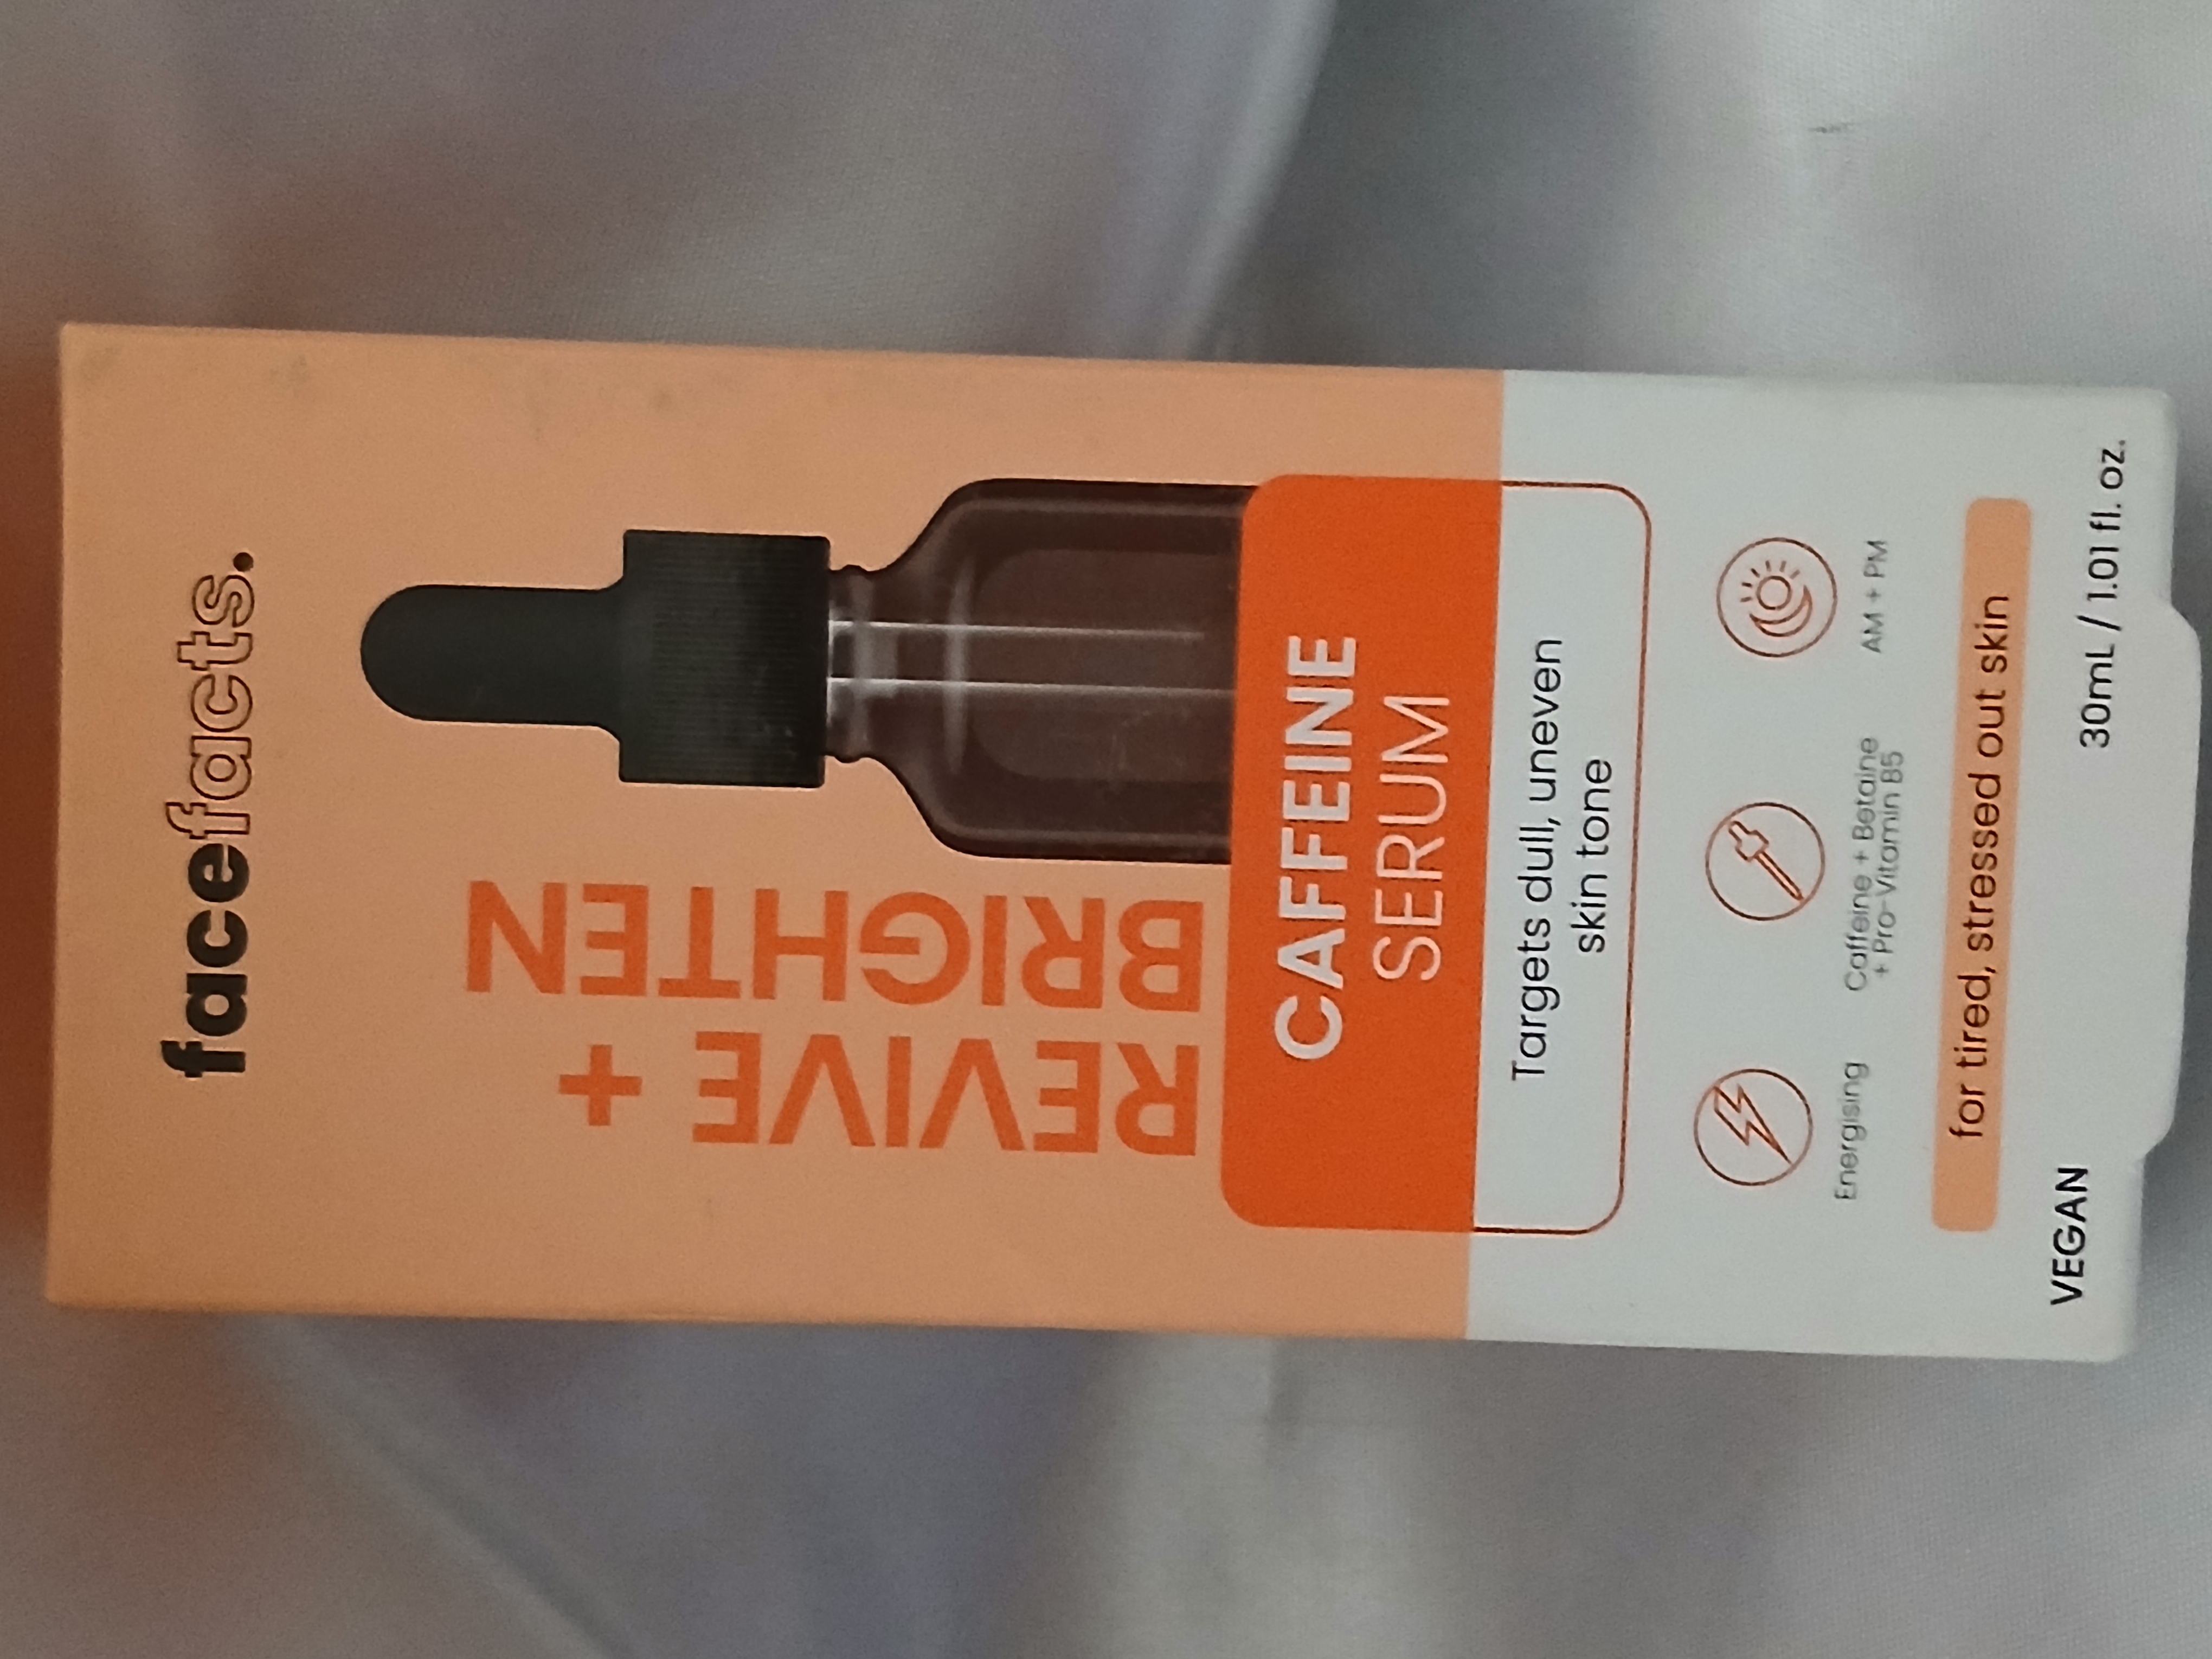 facefacts.
REVIVE +
BRIGHTEN
CAFFEINE
SERUM
Targets dull, uneven
skin tone
Energising
Caffeine + Betaine
+ Pro-Vitamin B5
AM + PM
for tired, stressed out skin
VEGAN
30mL / 1.01 fl. oz.